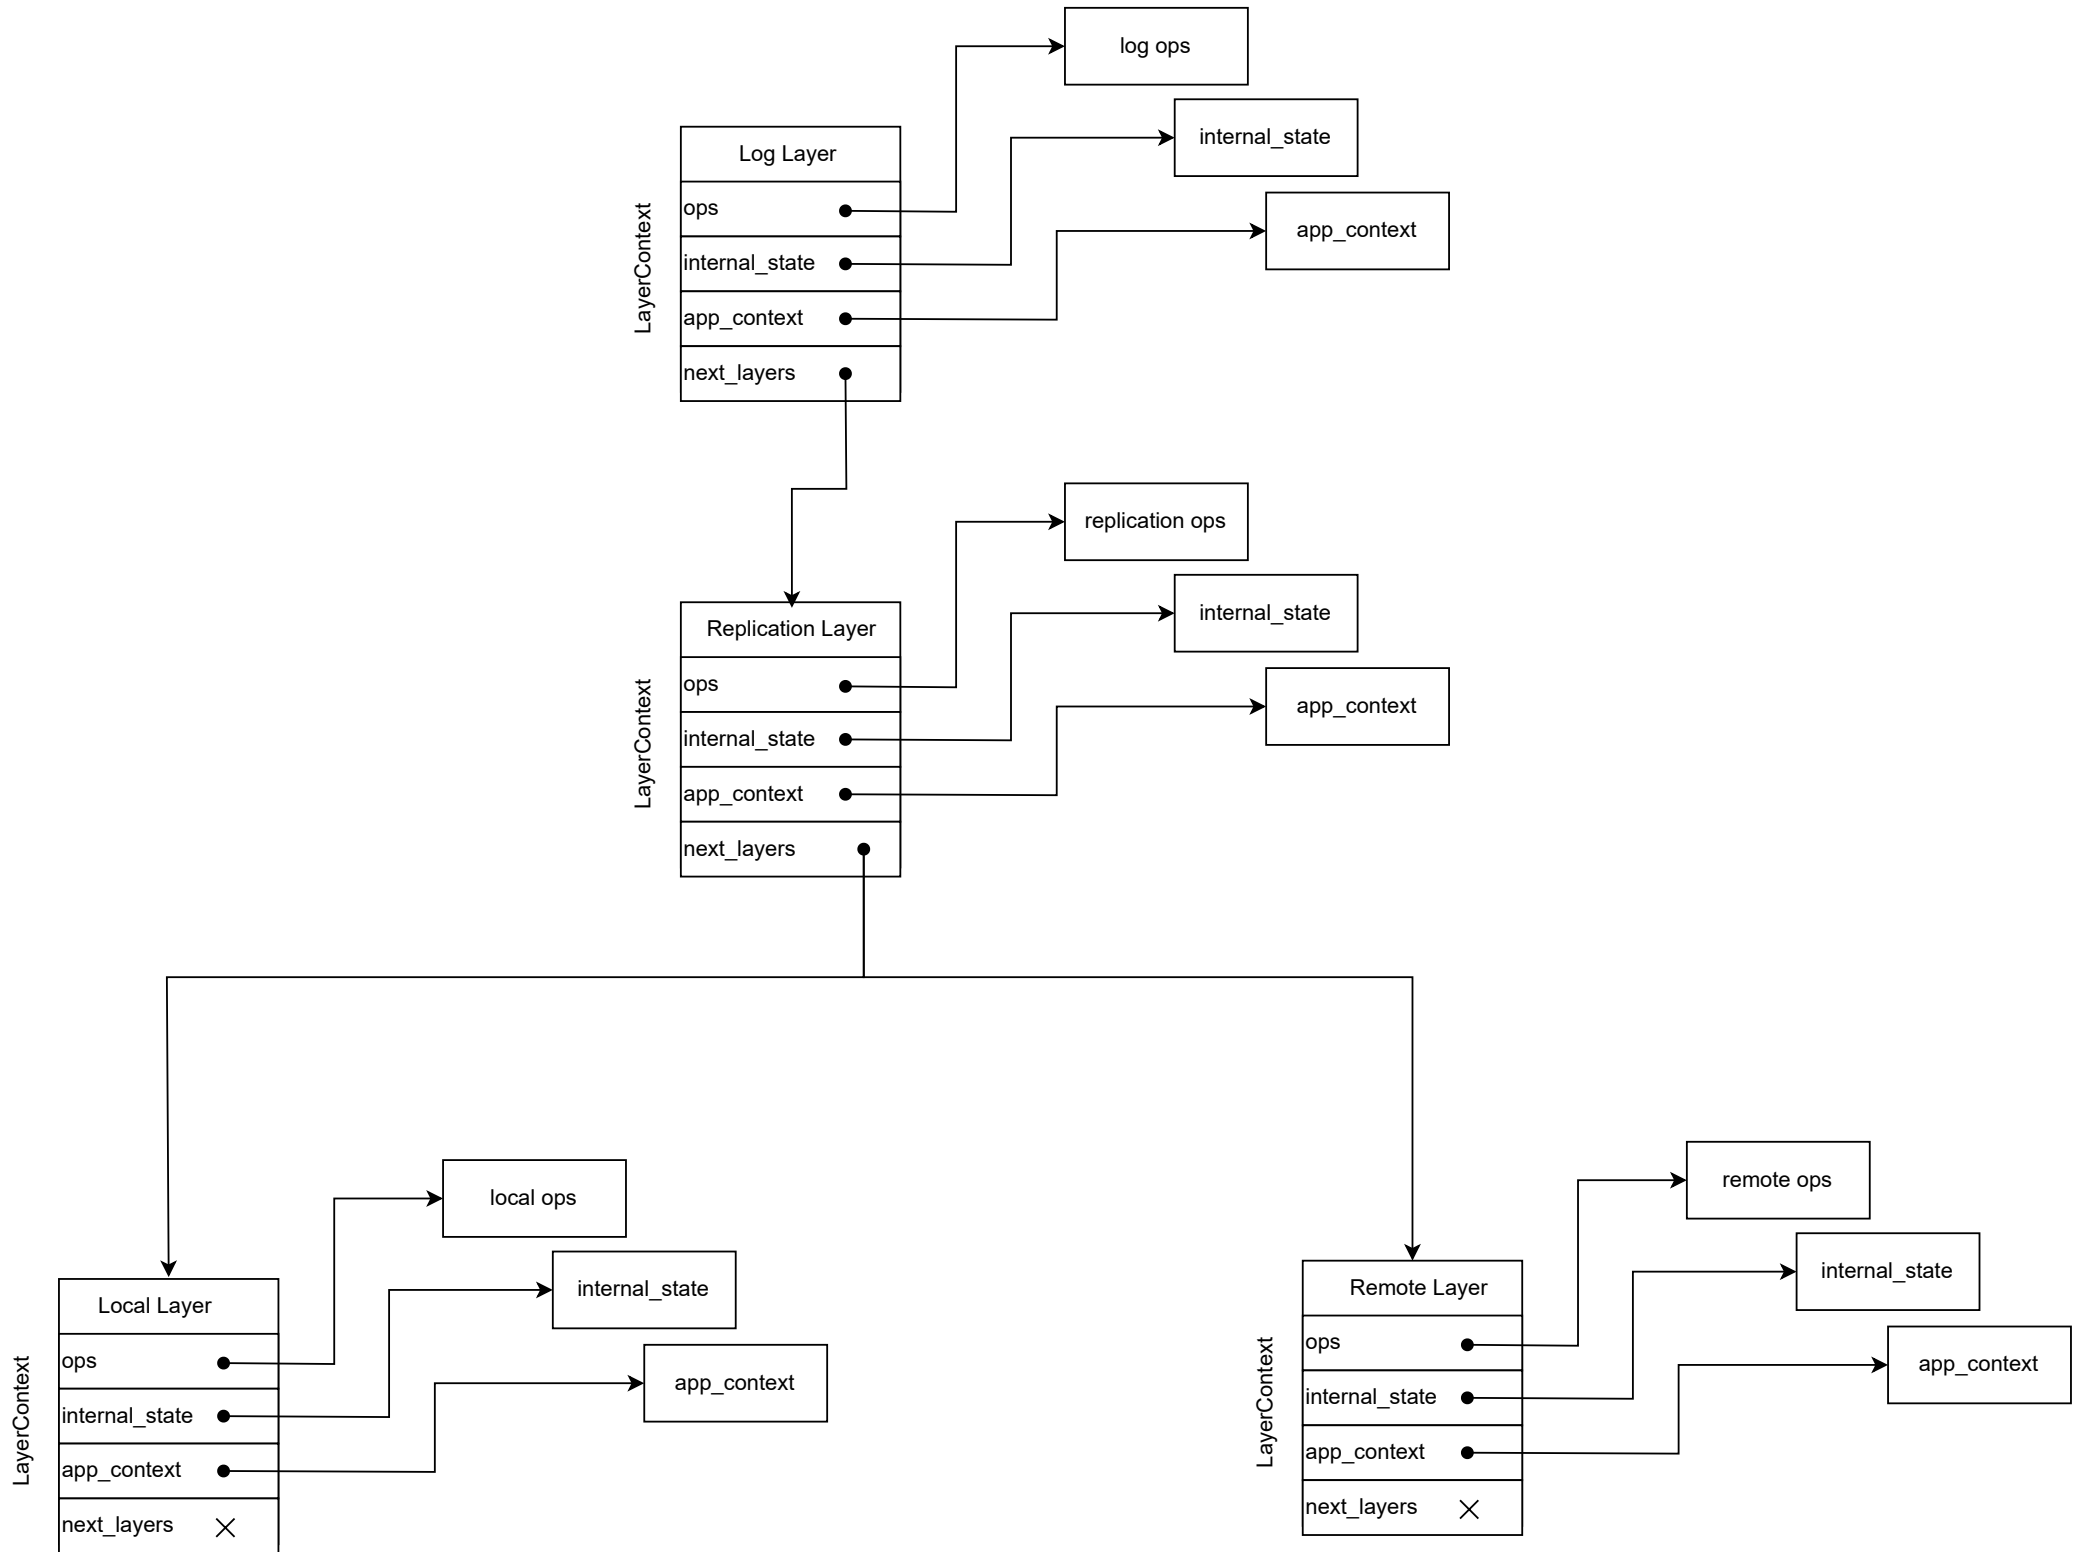 log ops
internal_state
app_context
LayerContext
Log Layer
ops
internal_state
app_context
next_layers
replication ops
internal_state
app_context
LayerContext
Replication Layer
ops
internal_state
app_context
next_layers
local ops
internal_state
app_context
LayerContext
Local Layer
ops
internal_state
app_context
next_layers
remote ops
internal_state
app_context
LayerContext
Remote Layer
ops
internal_state
app_context
next_layers